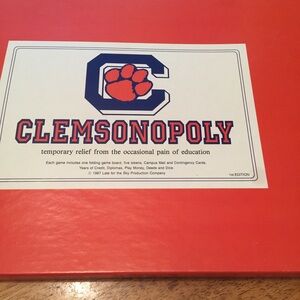 C
CLEMSONOPOLY
temporary relief from the occasional pain of education
Each game includes one folding game board, five tokens, Campus Mail and Contingency Cards,
Years of Credit, Diplomas, Play Money, Deeds and Dice
© 1987 Late for the Sky Production Company
1st EDITION